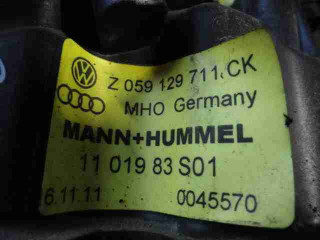 Z 059 129 711 CK
MHO Germany
MANN+HUMMEL
11 019 83 S01
6.11.11 0045570